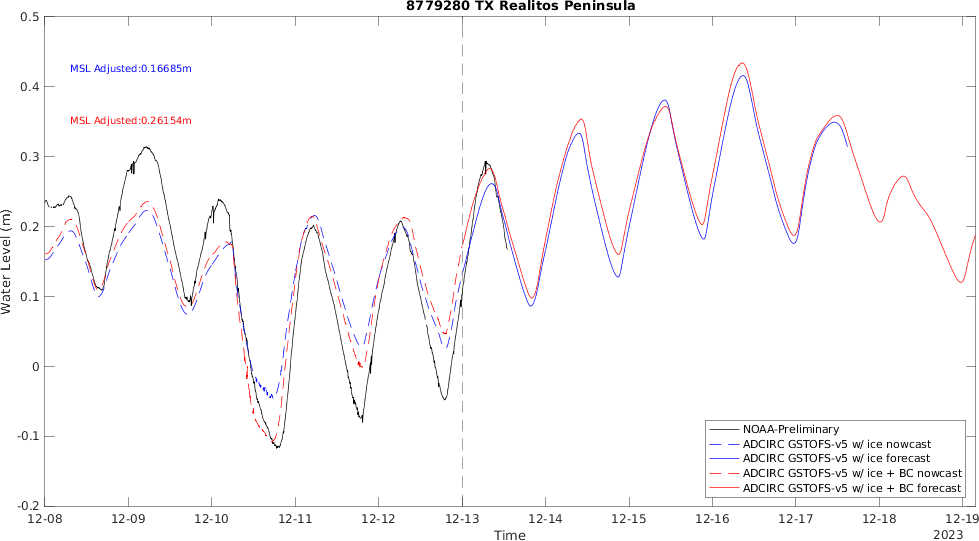 8779280 TX Realitos Peninsula
0.5
0.4
0.3
0.2
0.1
0
-0.1
-0.2
Water Level (m)
MSL Adjusted:0.16685m
MSL Adjusted:0.26154m
NOAA-Preliminary
ADCIRC GSTOFS-v5 w/ ice nowcast
ADCIRC GSTOFS-v5 w/ ice forecast
ADCIRC GSTOFS-v5 w/ ice + BC nowcast
ADCIRC GSTOFS-v5 w/ ice + BC forecast
12-08 12-09 12-10 12-11 12-12 12-13 12-14 12-15 12-16 12-17 12-18 12-19
Time
2023